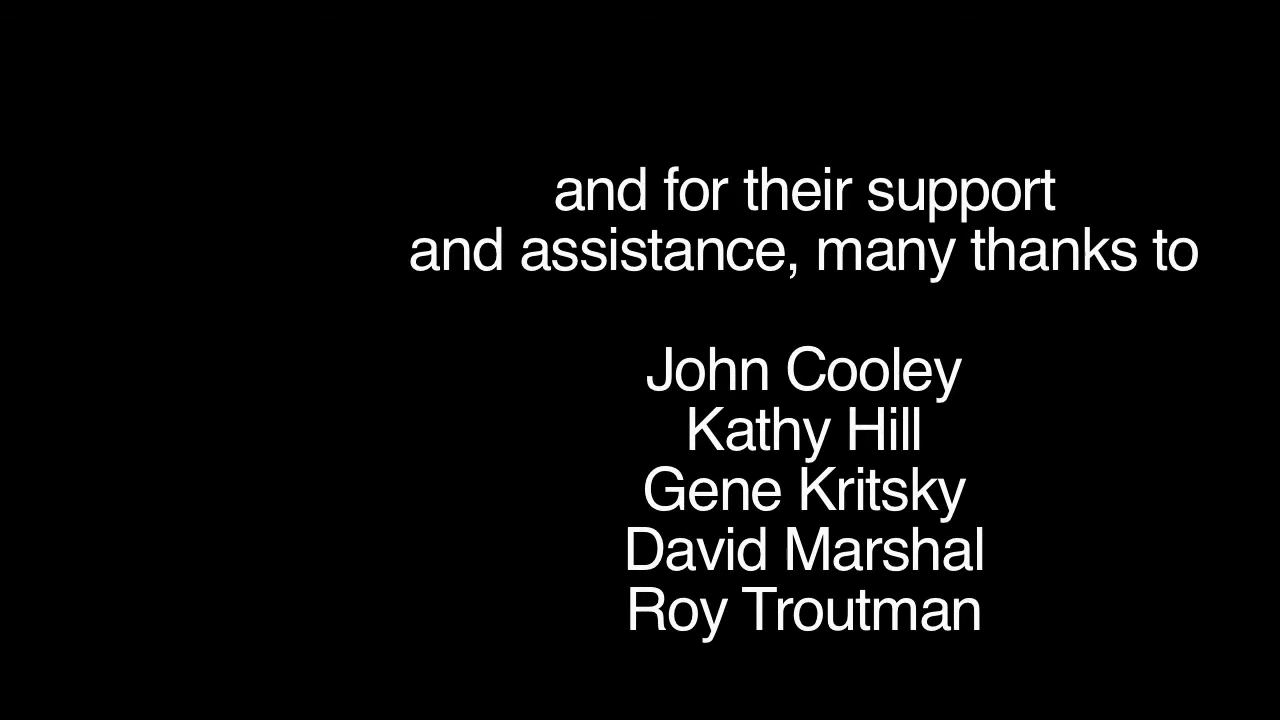 and for their support
and assistance, many thanks to
John Cooley
Kathy Hill
Gene Kritsky
David Marshal
Roy Troutman